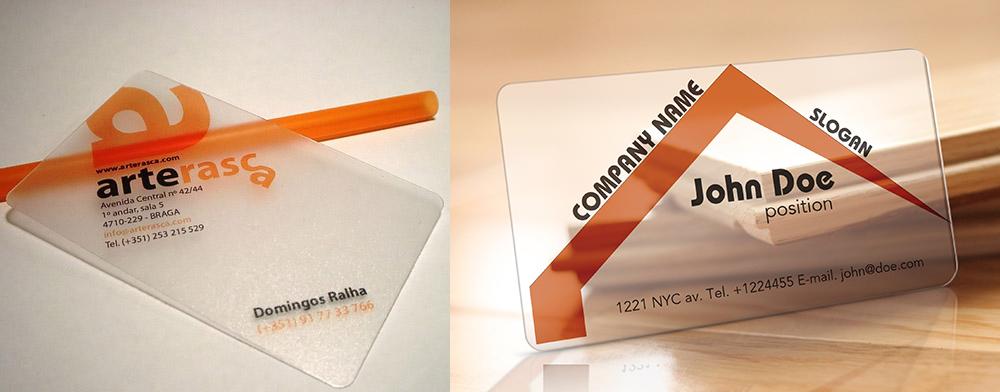 www.arterasca.com
arterasca
Avenida Central nº 42/44
1º andar, sala 5
4710-229 - BRAGA
info@arterasca.com
Tel. (+351) 253 215 529
Domingos Ralha
(+351) 93 77 33 766
COMPANY NAME
SLOGAN
John Doe
position
1221 NYC av. Tel. +1224455 E-mail. john@doe.com